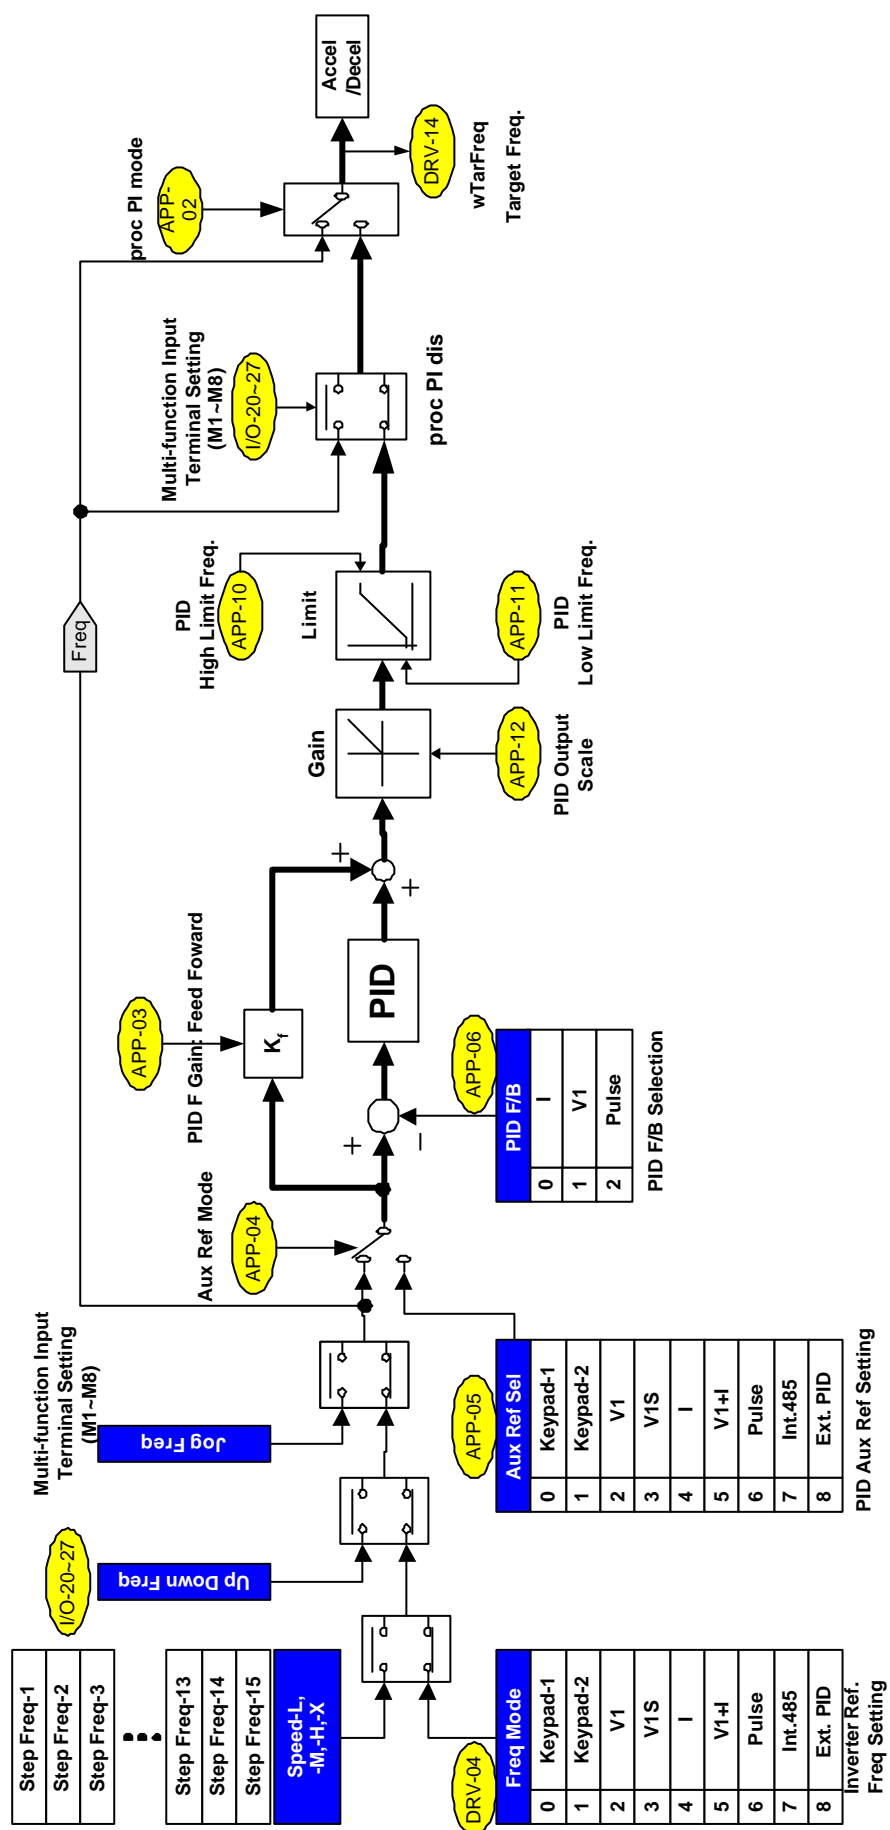 Step Freq-1
Step Freq-2
Step Freq-3
Step Freq-13
Step Freq-14
Step Freq-15
Speed-L,
-M,-H,-X
DRV-04
Freq Mode
0 Keypad-1
1 Keypad-2
2 V1
3 V1S
4 I
5 V1+I
6 Pulse
7 Int.485
8 Ext. PID
Inverter Ref.
Freq Setting
I/O-20~27
Up Down Freq
Multi-function Input
Terminal Setting
(M1~M8)
Jog Freq
APP-05
Aux Ref Sel
0 Keypad-1
1 Keypad-2
2 V1
3 V1S
4 I
5 V1+I
6 Pulse
7 Int.485
8 Ext. PID
PID Aux Ref Setting
Aux Ref Mode
APP-04
+
−
APP-06
PID F/B
0 I
1 V1
2 Pulse
PID F/B Selection
APP-03
PID F Gain: Feed Foward
Kf
PID
+
+
Gain
APP-12
PID Output
Scale
Freq
PID
High Limit Freq.
APP-10
Limit
APP-11
PID
Low Limit Freq.
Multi-function Input
Terminal Setting
(M1~M8)
I/O-20~27
proc PI dis
proc PI mode
APP-
02
DRV-14
wTarFreq
Target Freq.
Accel
/Decel